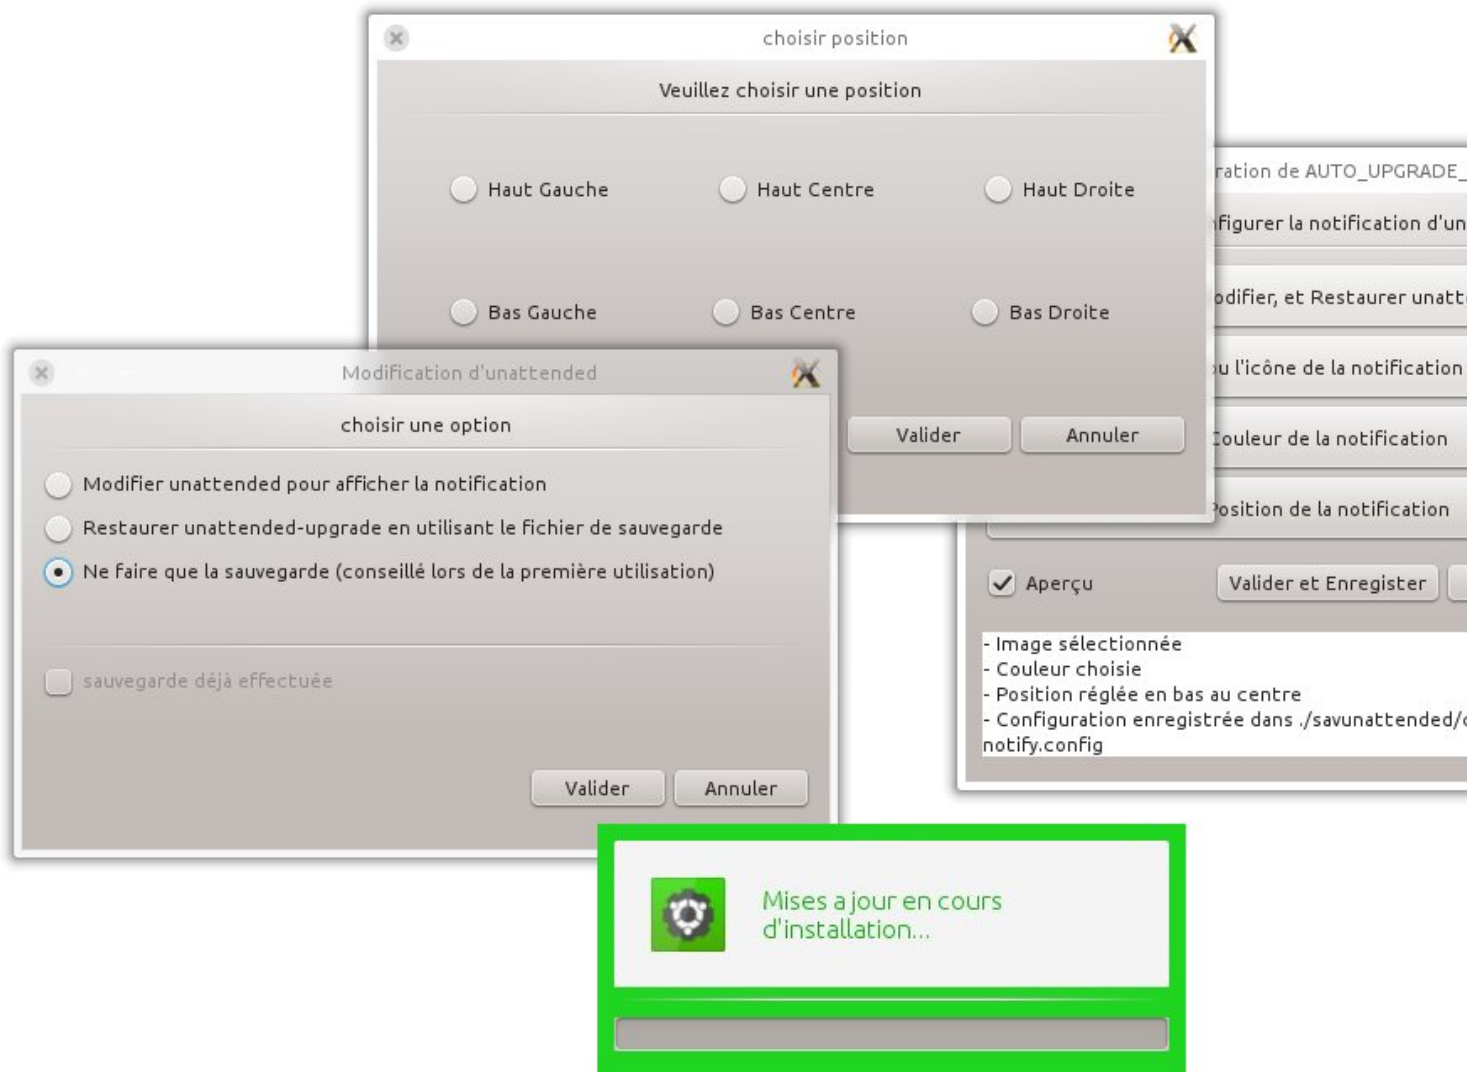 choisir position
Veuillez choisir une position
Haut Gauche
Haut Centre
Haut Droite
Bas Gauche
Bas Centre
Bas Droite
Valider
Annuler
Modification d'unattended
choisir une option
Modifier unattended pour afficher la notification
Restaurer unattended-upgrade en utilisant le fichier de sauvegarde
Ne faire que la sauvegarde (conseillé lors de la première utilisation)
sauvegarde déjà effectuée
Valider
Annuler
ration de AUTO_UPGRADE_
figurer la notification d'un
odifier, et Restaurer unatt
u l'icône de la notification
Couleur de la notification
Position de la notification
Aperçu
Valider et Enregister
- Image sélectionnée
- Couleur choisie
- Position réglée en bas au centre
- Configuration enregistrée dans ./savunattended/
notify.config
Mises a jour en cours
d'installation...